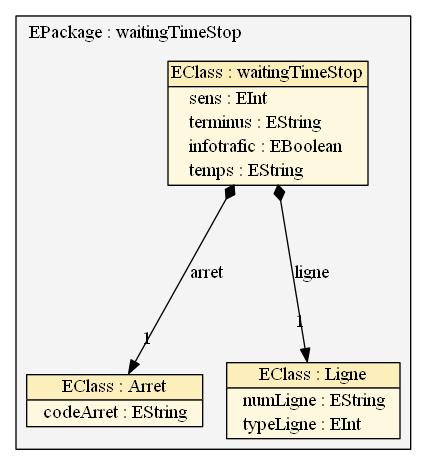 EPackage : waitingTimeStop
EClass : waitingTimeStop
sens : EInt
terminus : EString
infotrafic : EBoolean
temps : EString
arret
ligne
1
1
EClass : Arret
codeArret : EString
EClass : Ligne
numLigne : EString
typeLigne : EInt